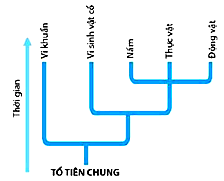 Vi khuẩn
Vi sinh vật cổ
Nấm
Thực vật
Động vật
Thời gian
TỔ TIÊN CHUNG